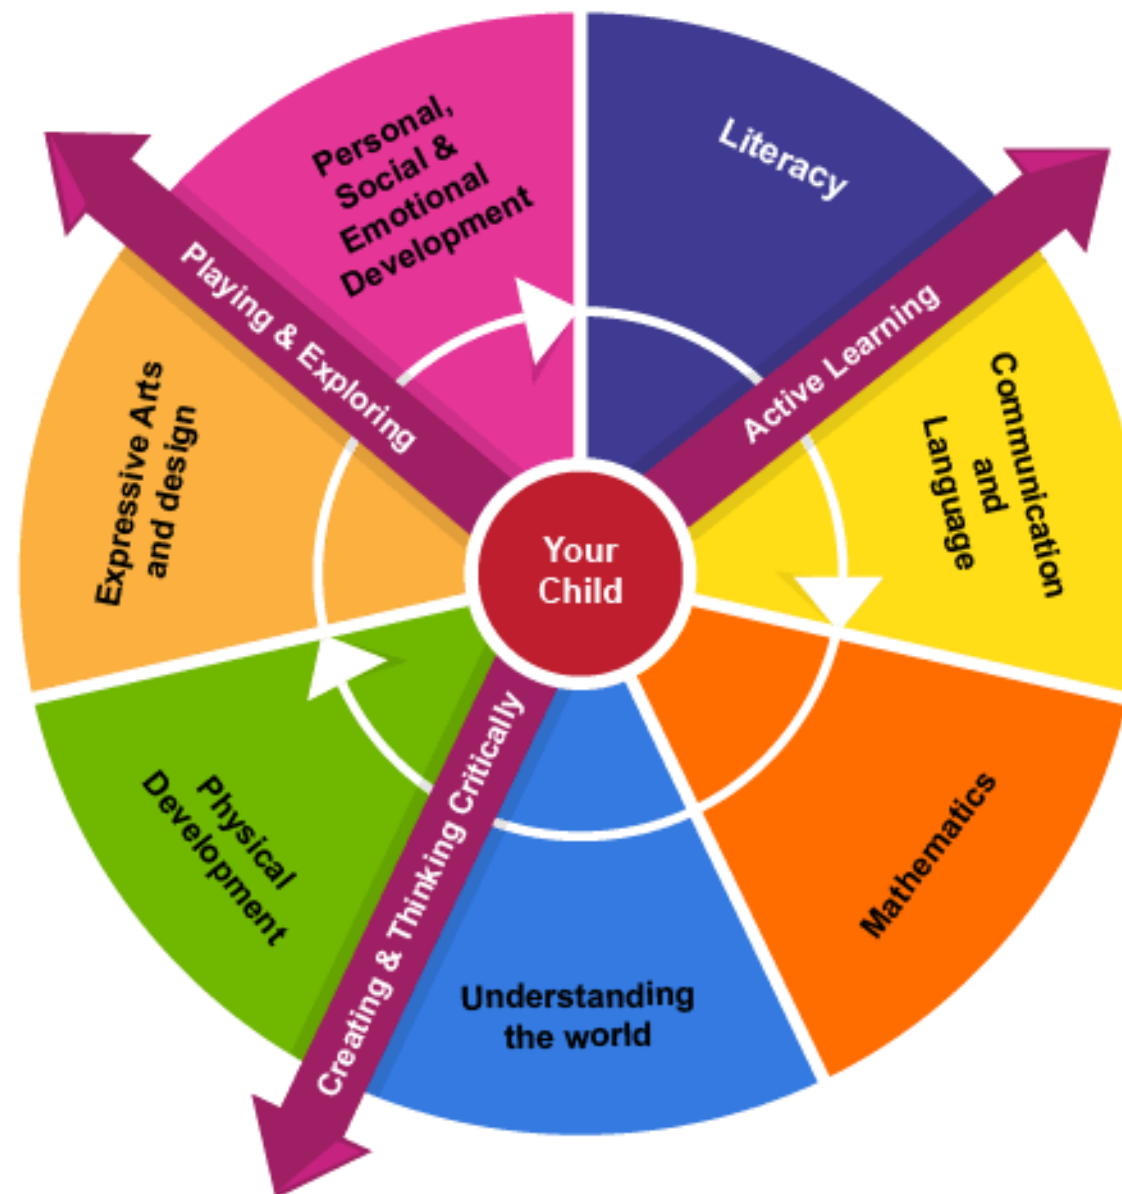 Personal,
Social &
Emotional
Development
Literacy
Playing & Exploring
Active Learning
Expressive Arts
and design
Communication
and
Language
Your
Child
Physical
Development
Creating & Thinking Critically
Mathematics
Understanding
the world